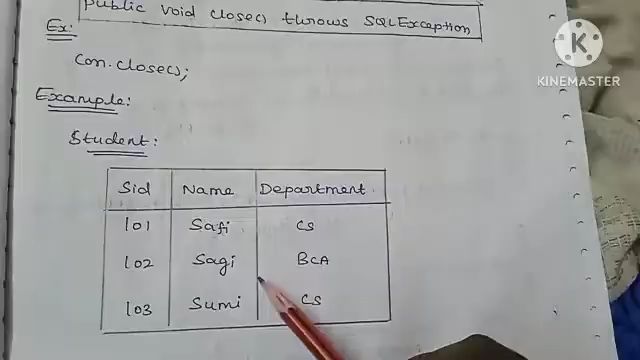 public void close() throws SQLException
Ex:
Con.close();
Example:
Student:
Sid Name Department
101 Safi CS
102 Sagi BCA
103 Sumi CS
KINEMASTER